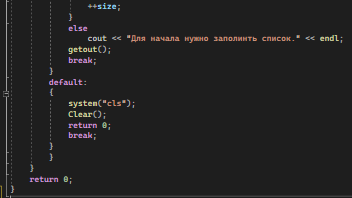 ++size;
}
else
cout << "Для начала нужно заполинть список." << endl;
getout();
break;
}
default:
{
system("cls");
Clear();
return 0;
break;
}
}
}
return 0;
}